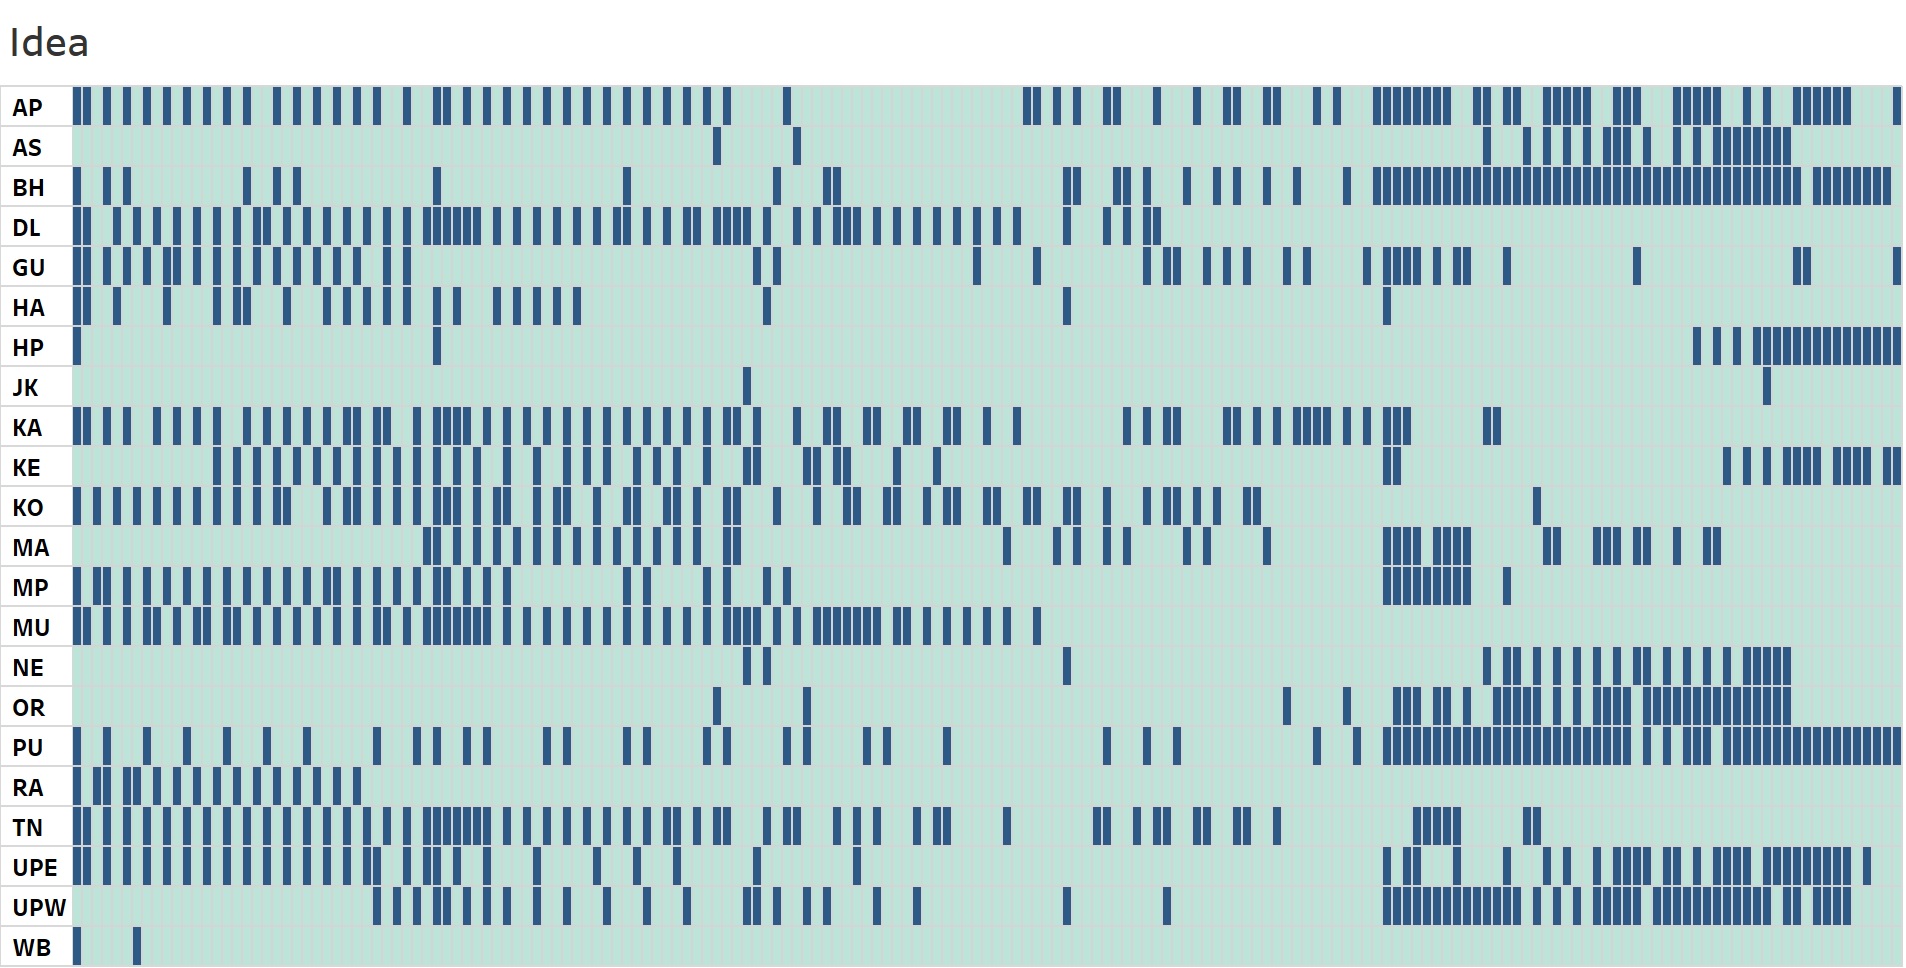 Idea
AP
AS
BH
DL
GU
HA
HP
JK
KA
KE
KO
MA
MP
MU
NE
OR
PU
RA
TN
UPE
UPW
WB